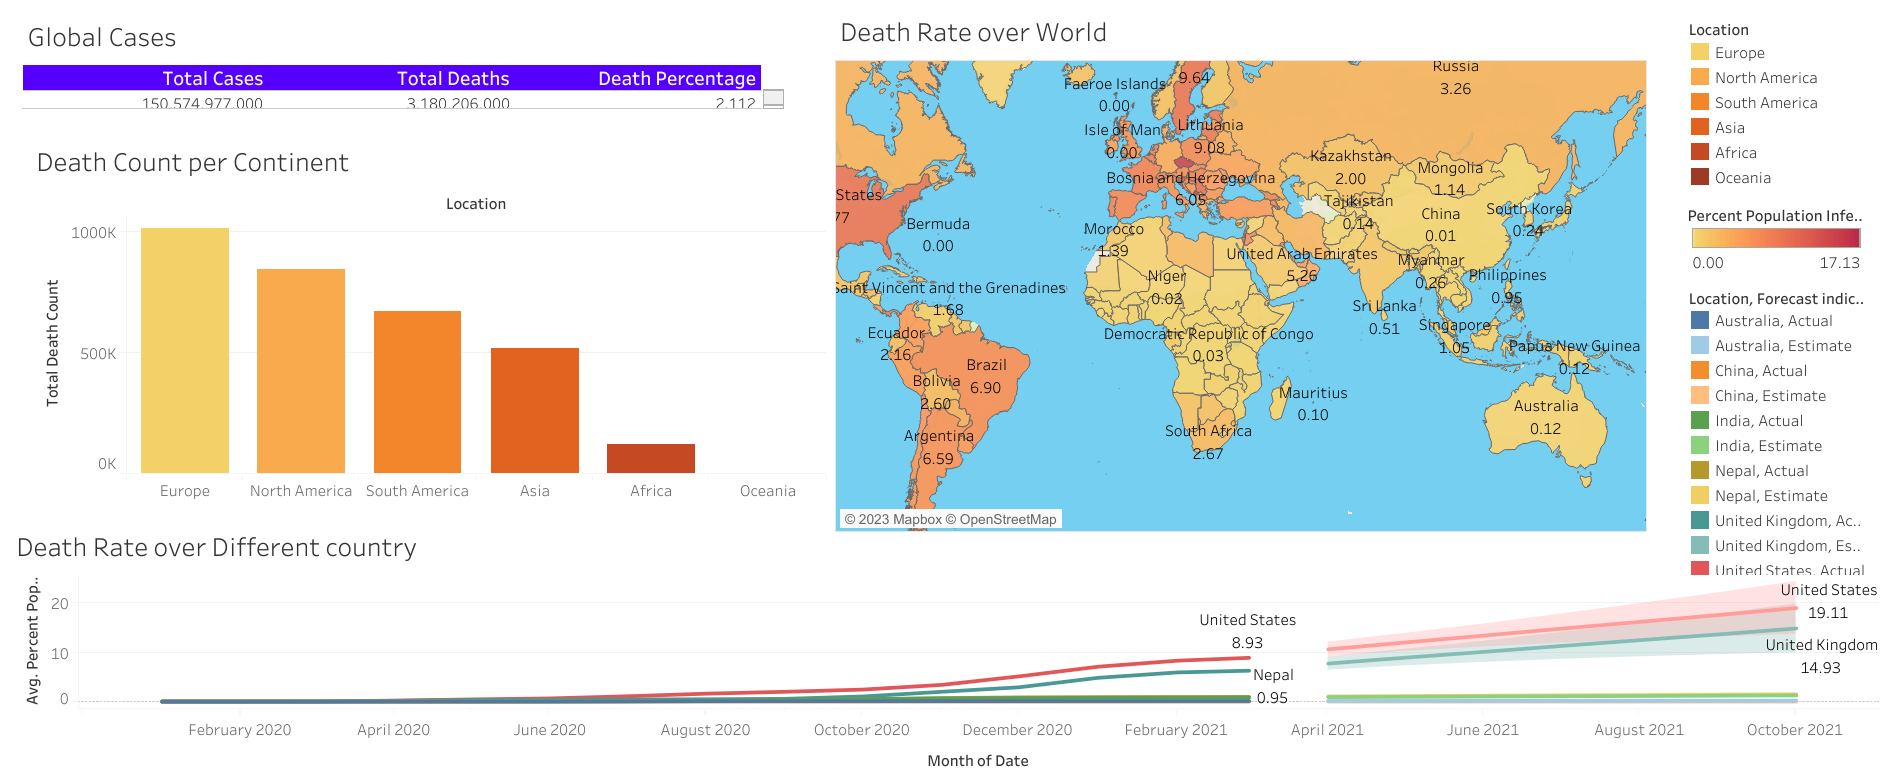 Global Cases
Total Cases Total Deaths Death Percentage
150,574,977.000 3,180,206.000 2.112
Death Count per Continent
Location
Total Death Count
1000K
500K
0K
Europe North America South America Asia Africa Oceania
Death Rate over World
Russia
3.26
9.64
Faeroe Islands
0.00
Isle of Man
0.00
Lithuania
9.08
Kazakhstan
2.00
Mongolia
1.14
Bosnia and Herzegovina
6.05
States
77
Tajikistan
0.14
China
0.01
South Korea
0.24
Bermuda
0.00
Morocco
1.39
United Arab Emirates
5.26
Myanmar
0.26
Niger
0.02
Philippines
0.95
Saint Vincent and the Grenadines
1.68
Sri Lanka
0.51
Singapore
1.05
Ecuador
2.16
Democratic Republic of Congo
0.03
Papua New Guinea
0.12
Brazil
6.90
Bolivia
2.60
Mauritius
0.10
Australia
0.12
Argentina
6.59
South Africa
2.67
© 2023 Mapbox © OpenStreetMap
Location
Europe
North America
South America
Asia
Africa
Oceania
Percent Population Infe..
0.00 17.13
Location, Forecast indic..
Australia, Actual
Australia, Estimate
China, Actual
China, Estimate
India, Actual
India, Estimate
Nepal, Actual
Nepal, Estimate
United Kingdom, Ac..
United Kingdom, Es..
United States, Actual
Death Rate over Different country
Avg. Percent Pop..
20
10
0
United States
8.93
Nepal
0.95
United States
19.11
United Kingdom
14.93
February 2020 April 2020 June 2020 August 2020 October 2020 December 2020 February 2021 April 2021 June 2021 August 2021 October 2021
Month of Date